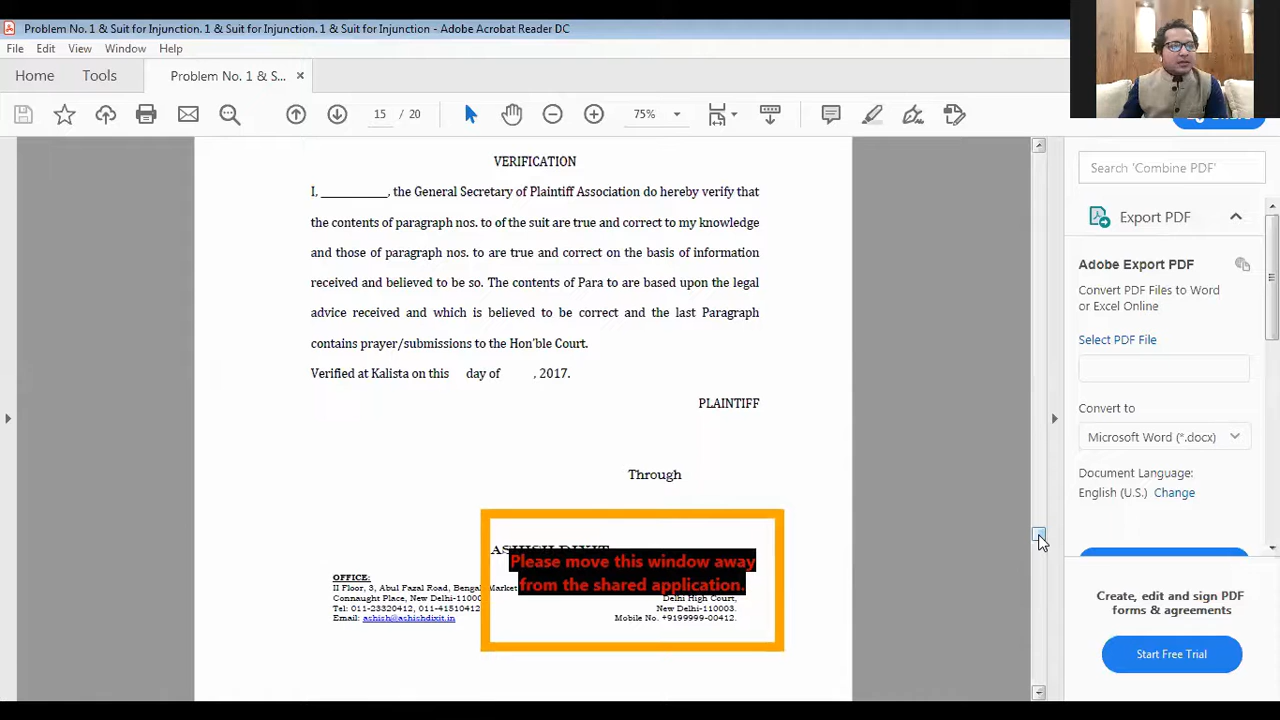 Problem No. 1 & Suit for Injunction. 1 & Suit for Injunction. 1 & Suit for Injunction - Adobe Acrobat Reader DC
File Edit View Window Help
Home Tools Problem No. 1 & S... ×
15 / 20 75%
VERIFICATION
I, __________, the General Secretary of Plaintiff Association do hereby verify that
the contents of paragraph nos. to of the suit are true and correct to my knowledge
and those of paragraph nos. to are true and correct on the basis of information
received and believed to be so. The contents of Para to are based upon the legal
advice received and which is believed to be correct and the last Paragraph
contains prayer/submissions to the Hon'ble Court.
Verified at Kalista on this day of , 2017.
PLAINTIFF
Through
ASHISH DIXIT
Please move this window away
from the shared application.
OFFICE:
II Floor, 3, Abul Fazal Road, Bengali Market
Connaught Place, New Delhi-11000
Tel: 011-23320412, 011-41510412
Email: ashish@ashishdixit.in
Delhi High Court,
New Delhi-110003.
Mobile No. +9199999-00412.
Search 'Combine PDF'
Export PDF
Adobe Export PDF
Convert PDF Files to Word
or Excel Online
Select PDF File
Convert to
Microsoft Word (*.docx)
Document Language:
English (U.S.) Change
Create, edit and sign PDF
forms & agreements
Start Free Trial